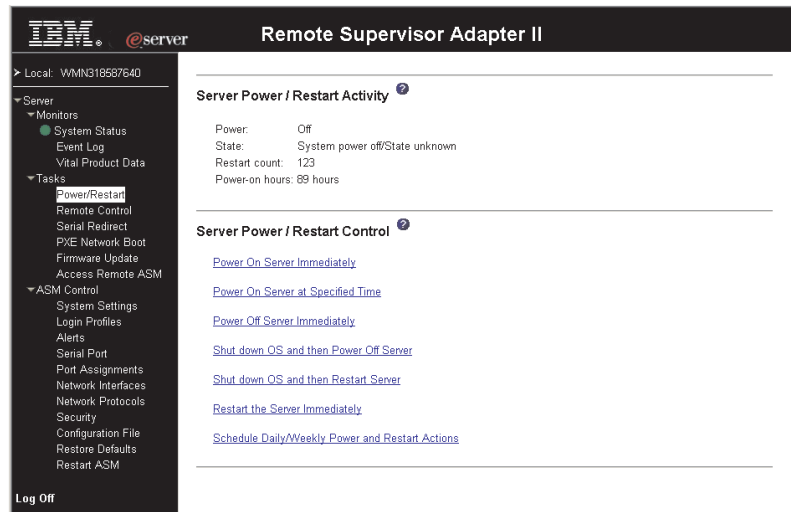 IBM® @server
Remote Supervisor Adapter II
Local: WMN318587640
Server
Monitors
System Status
Event Log
Vital Product Data
Tasks
Power/Restart
Remote Control
Serial Redirect
PXE Network Boot
Firmware Update
Access Remote ASM
ASM Control
System Settings
Login Profiles
Alerts
Serial Port
Port Assignments
Network Interfaces
Network Protocols
Security
Configuration File
Restore Defaults
Restart ASM
Log Off
Server Power / Restart Activity ?
Power: Off
State: System power off/State unknown
Restart count: 123
Power-on hours: 89 hours
Server Power / Restart Control ?
Power On Server Immediately
Power On Server at Specified Time
Power Off Server Immediately
Shut down OS and then Power Off Server
Shut down OS and then Restart Server
Restart the Server Immediately
Schedule Daily/Weekly Power and Restart Actions